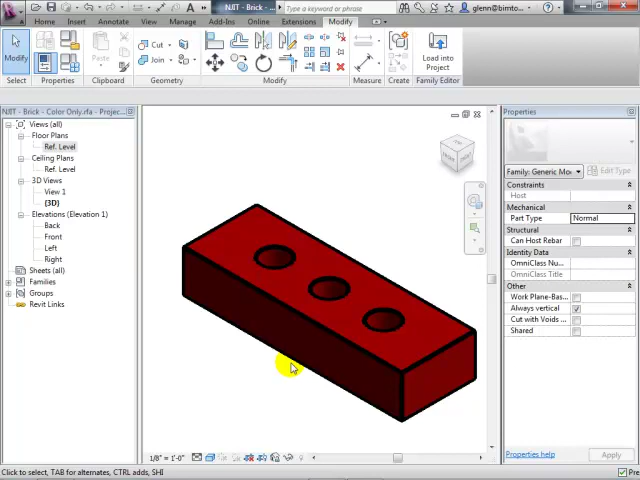 NJIT - Brick - ...
glenn@bimto...
Home Insert Annotate View Manage Add-Ins Online Extensions Modify
Modify
Paste
Cut
Join
Load into
Project
Select Properties Clipboard Geometry Modify Measure Create Family Editor
NJIT - Brick - Color Only.rfa - Projec...
Views (all)
Floor Plans
Ref. Level
Ceiling Plans
Ref. Level
3D Views
View 1
{3D}
Elevations (Elevation 1)
Back
Front
Left
Right
Sheets (all)
Families
Groups
Revit Links
Properties
Family: Generic Mo...
Edit Type
Constraints
Host
Mechanical
Part Type Normal
Structural
Can Host Rebar
Identity Data
OmniClass Nu...
OmniClass Title
Other
Work Plane-Bas...
Always vertical
Cut with Voids ...
Shared
Properties help
Apply
1/8" = 1'-0"
Click to select, TAB for alternates, CTRL adds, SHI
Pre